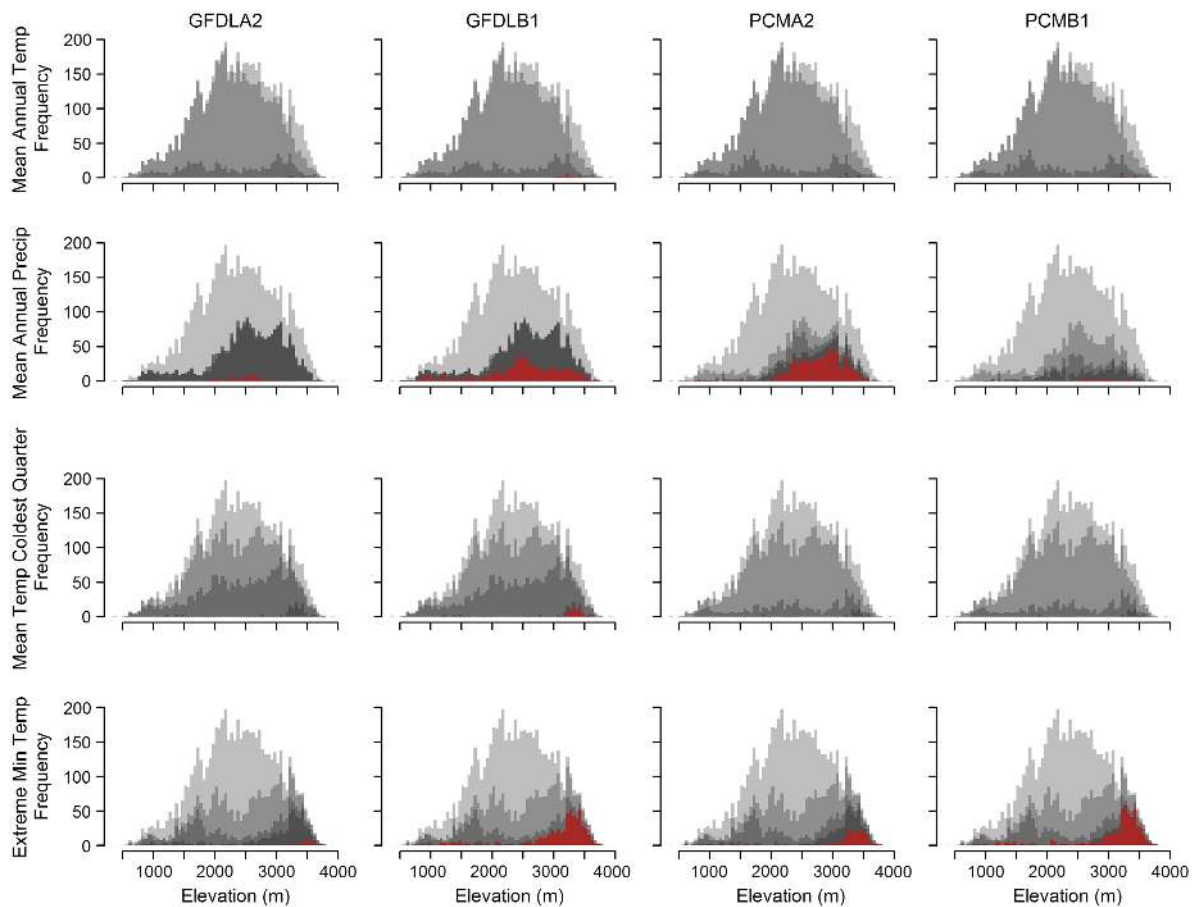 GFDLA2 GFDLB1 PCMA2 PCMB1
Mean Annual Temp
Frequency
200
150
100
50
0
Mean Annual Precip
Frequency
200
150
100
50
0
Mean Temp Coldest Quarter
Frequency
200
150
100
50
0
Extreme Min Temp
Frequency
200
150
100
50
0
1000 2000 3000 4000 1000 2000 3000 4000 1000 2000 3000 4000 1000 2000 3000 4000
Elevation (m) Elevation (m) Elevation (m) Elevation (m)